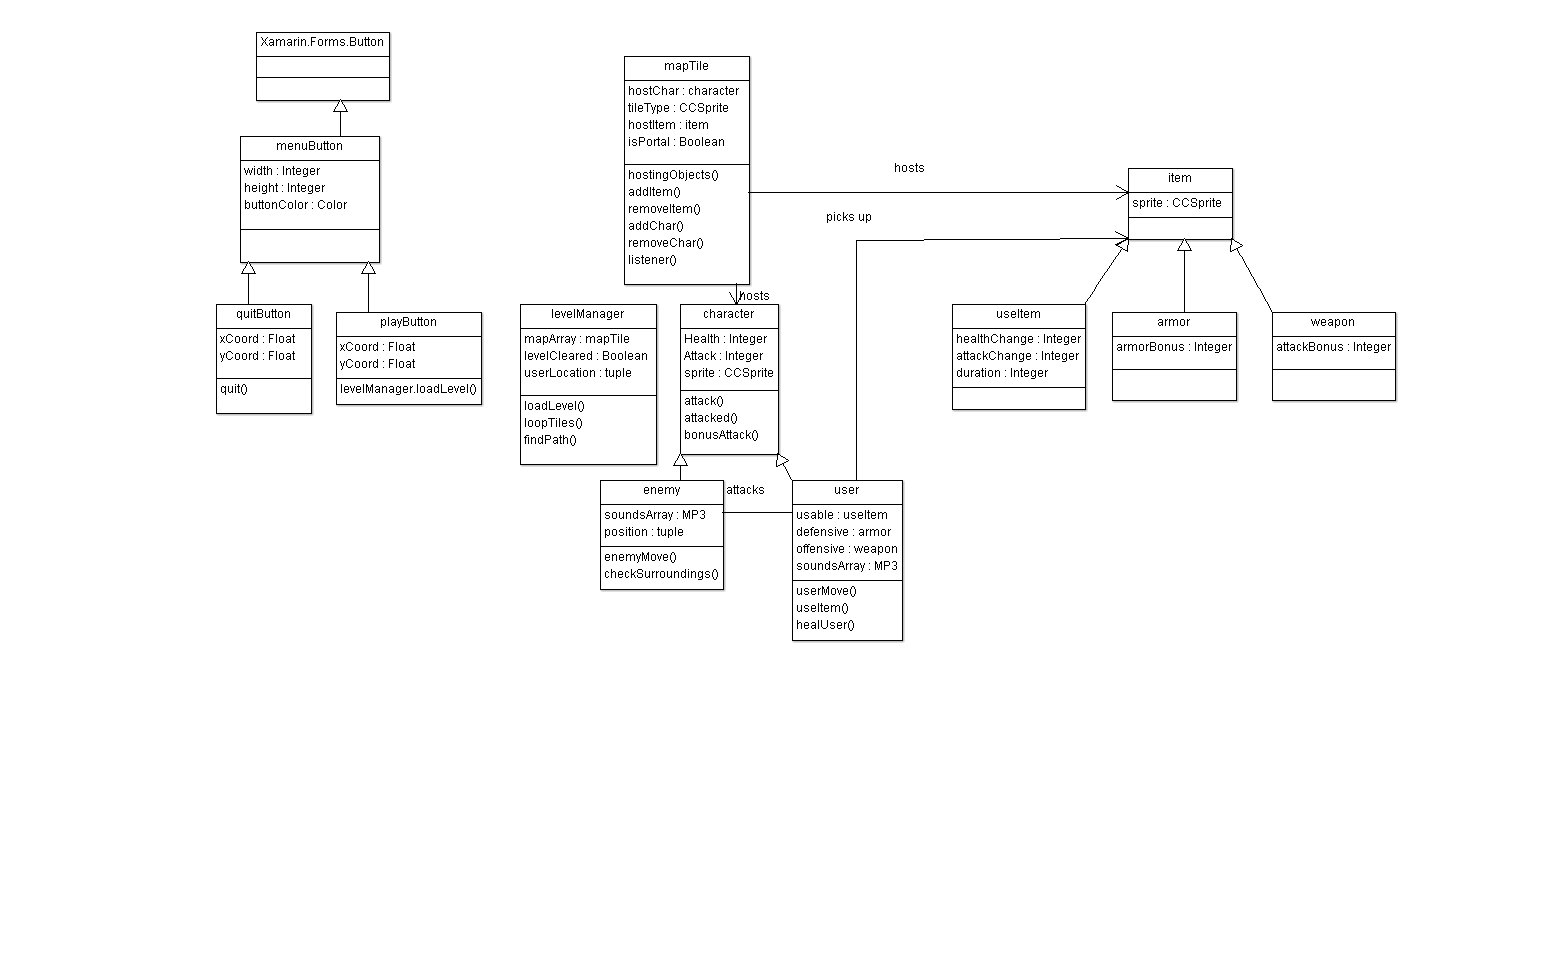 Xamarin.Forms.Button
menuButton
width : Integer
height : Integer
buttonColor : Color
quitButton
xCoord : Float
yCoord : Float
quit()
playButton
xCoord : Float
yCoord : Float
levelManager.loadLevel()
mapTile
hostChar : character
tileType : CCSprite
hostItem : item
isPortal : Boolean
hostingObjects()
addItem()
removeItem()
addChar()
removeChar()
listener()
hosts
picks up
hosts
levelManager
mapArray : mapTile
levelCleared : Boolean
userLocation : tuple
loadLevel()
loopTiles()
findPath()
character
Health : Integer
Attack : Integer
sprite : CCSprite
attack()
attacked()
bonusAttack()
enemy
soundsArray : MP3
position : tuple
enemyMove()
checkSurroundings()
attacks
user
usable : useItem
defensive : armor
offensive : weapon
soundsArray : MP3
userMove()
useItem()
healUser()
item
sprite : CCSprite
useItem
healthChange : Integer
attackChange : Integer
duration : Integer
armor
armorBonus : Integer
weapon
attackBonus : Integer